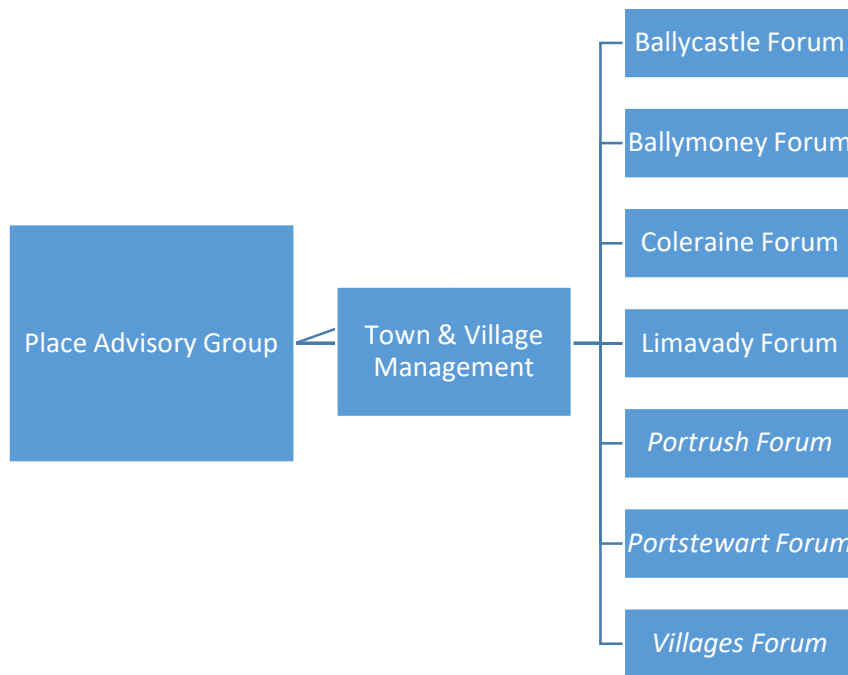 Place Advisory Group
Town & Village
Management
Ballycastle Forum
Ballymoney Forum
Coleraine Forum
Limavady Forum
Portrush Forum
Portstewart Forum
Villages Forum